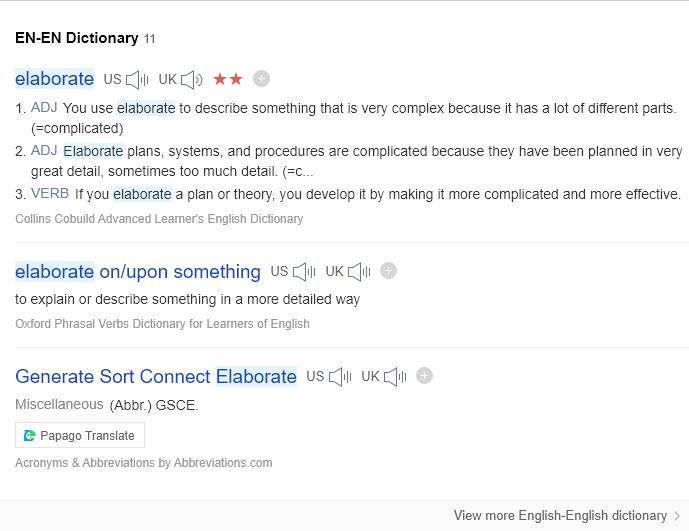 EN-EN Dictionary 11
elaborate US UK ★★
1. ADJ You use elaborate to describe something that is very complex because it has a lot of different parts.
(=complicated)
2. ADJ Elaborate plans, systems, and procedures are complicated because they have been planned in very
great detail, sometimes too much detail. (=c...
3. VERB If you elaborate a plan or theory, you develop it by making it more complicated and more effective.
Collins Cobuild Advanced Learner's English Dictionary
elaborate on/upon something US UK
to explain or describe something in a more detailed way
Oxford Phrasal Verbs Dictionary for Learners of English
Generate Sort Connect Elaborate US UK
Miscellaneous (Abbr.) GSCE.
Papago Translate
Acronyms & Abbreviations by Abbreviations.com
View more English-English dictionary >